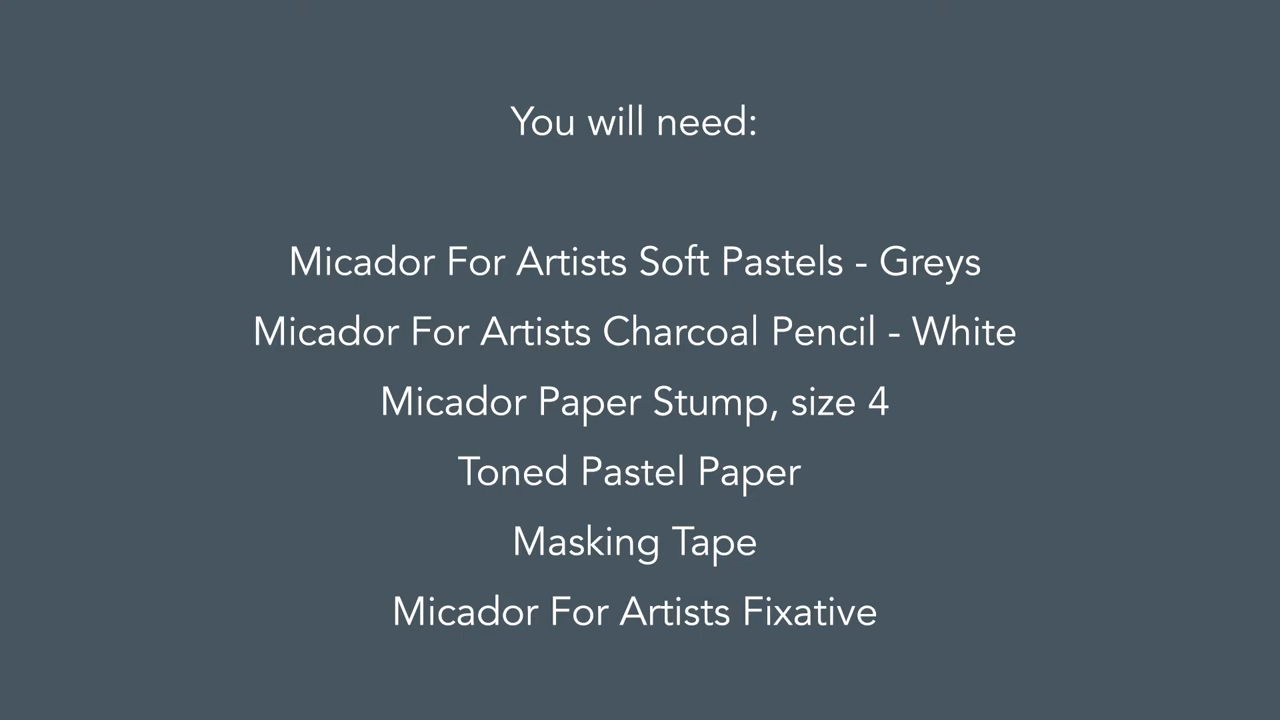 You will need:
Micador For Artists Soft Pastels - Greys
Micador For Artists Charcoal Pencil - White
Micador Paper Stump, size 4
Toned Pastel Paper
Masking Tape
Micador For Artists Fixative